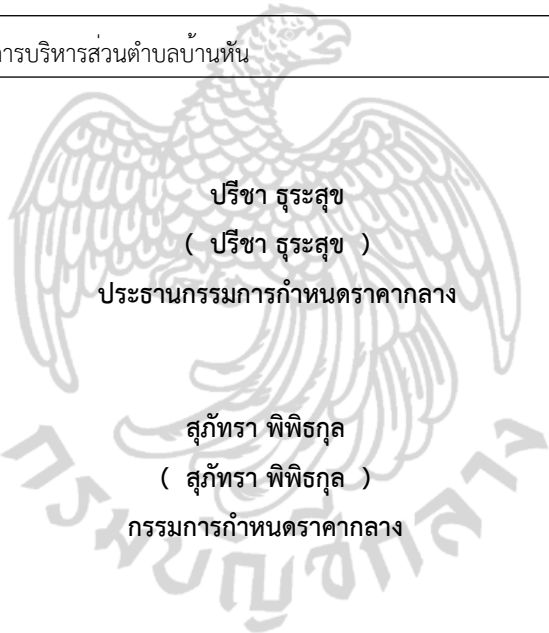 การบริหารส่วนตำบลบ้านหัน
ปรีชา ธุระสุข
( ปรีชา ธุระสุข )
ประธานกรรมการกำหนดราคากลาง
สุภัทรา พิพิธกุล
( สุภัทรา พิพิธกุล )
กรรมการกำหนดราคากลาง
กรมบัญชีกลาง